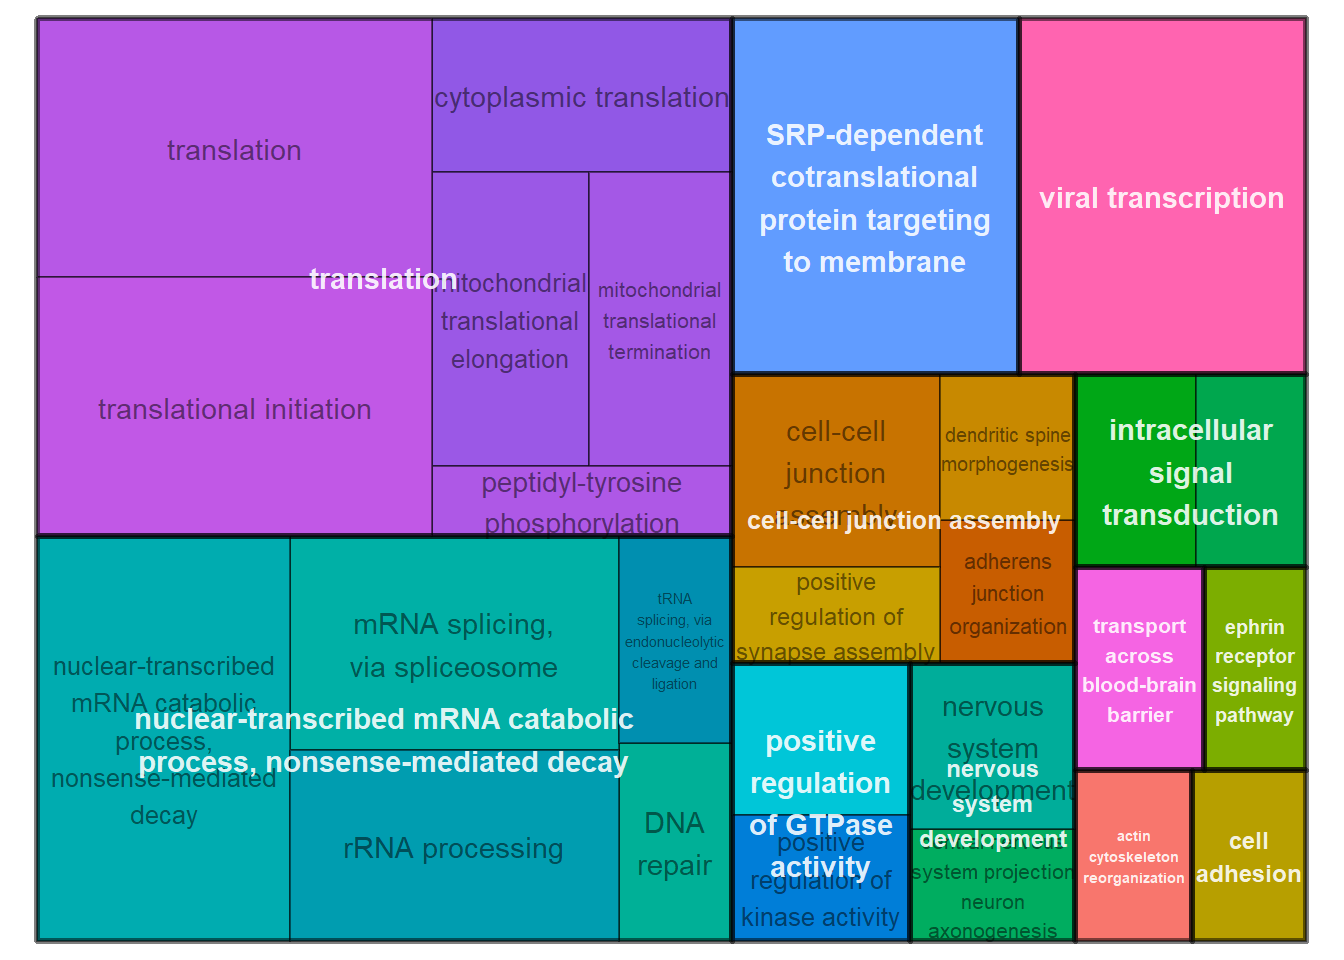 translation
cytoplasmic translation
translational initiation
mitochondrial
translational
elongation
mitochondrial
translational
termination
peptidyl-tyrosine
phosphorylation
translation
SRP-dependent
cotranslational
protein targeting
to membrane
viral transcription
cell-cell
junction
assembly
dendritic spine
morphogenesis
cell-cell junction assembly
positive
regulation of
synapse assembly
adherens
junction
organization
intracellular
signal
transduction
transport
across
blood-brain
barrier
ephrin
receptor
signaling
pathway
nuclear-transcribed
mRNA catabolic
process,
nonsense-mediated
decay
mRNA splicing,
via spliceosome
tRNA
splicing, via
endonucleolytic
cleavage and
ligation
nuclear-transcribed mRNA catabolic
process, nonsense-mediated decay
rRNA processing
DNA
repair
positive
regulation
of GTPase
activity
positive
regulation of
kinase activity
nervous
system
development
nervous
system
development
system projection
neuron
axonogenesis
actin
cytoskeleton
reorganization
cell
adhesion